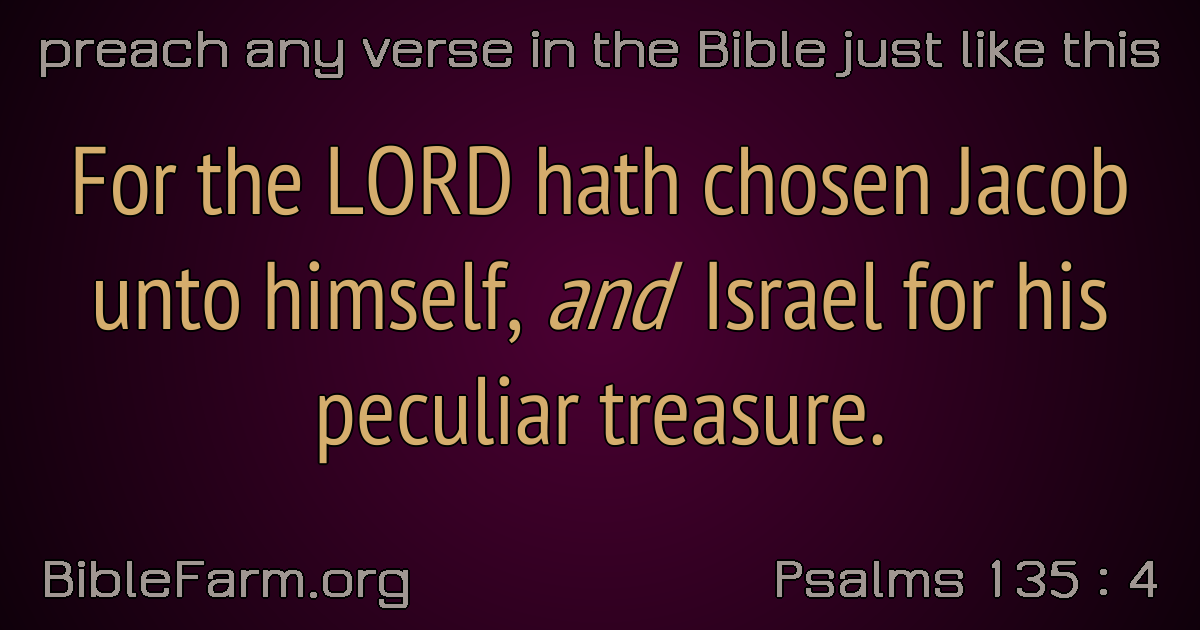 preach any verse in the Bible just like this
For the LORD hath chosen Jacob
unto himself, and Israel for his
peculiar treasure.
BibleFarm.org
Psalms 135 : 4